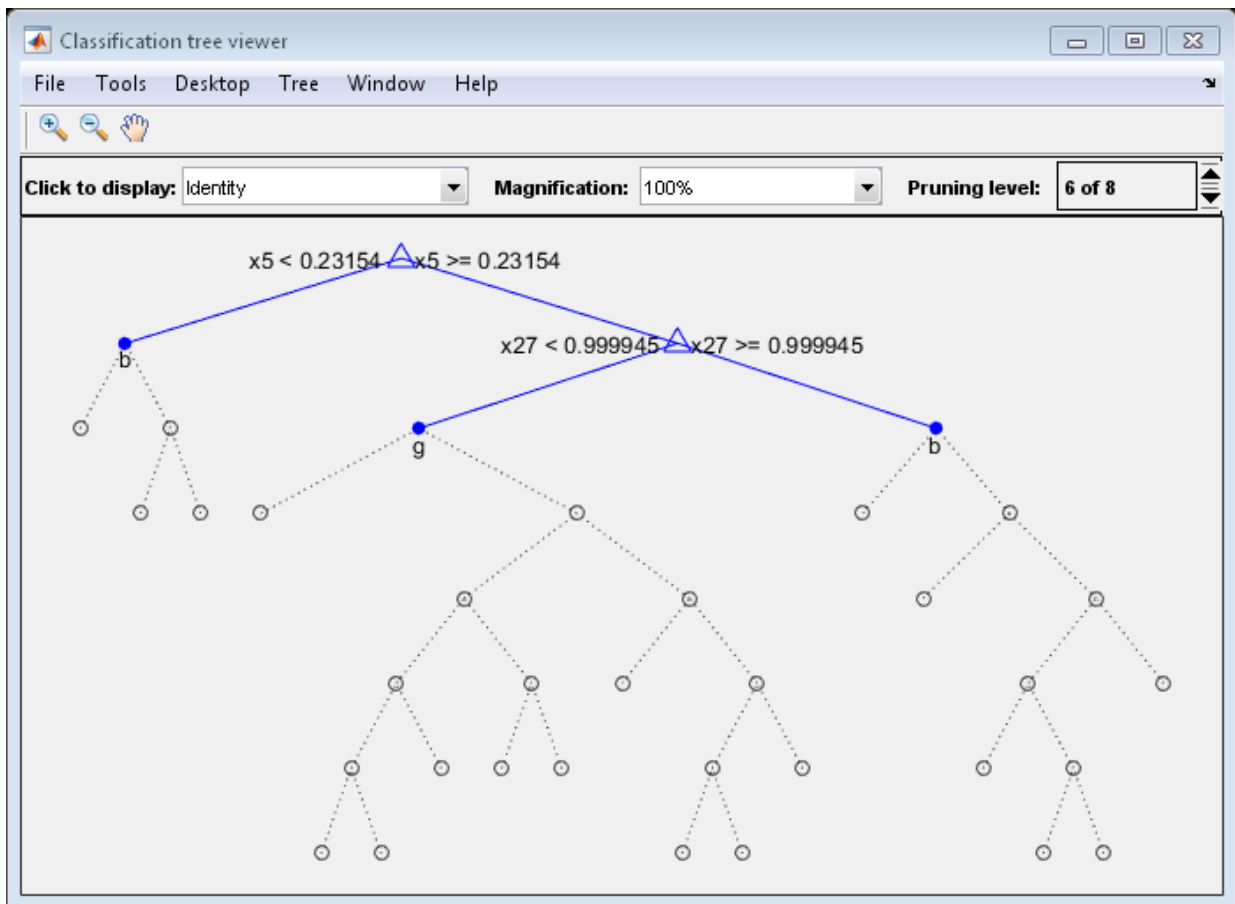 Classification tree viewer
File Tools Desktop Tree Window Help
Click to display: Identity Magnification: 100% Pruning level: 6 of 8
x5 < 0.23154 x5 >= 0.23154
x27 < 0.999945 x27 >= 0.999945
b
g
b